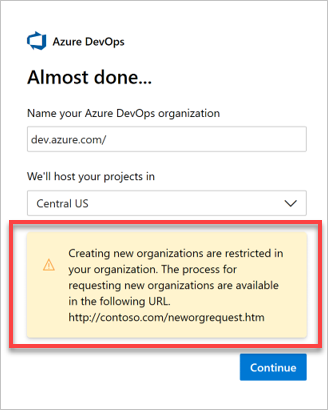 Azure DevOps
Almost done...
Name your Azure DevOps organization
dev.azure.com/
We'll host your projects in
Central US
Creating new organizations are restricted in
your organization. The process for
requesting new organizations are available
in the following URL.
http://contoso.com/neworgrequest.htm
Continue